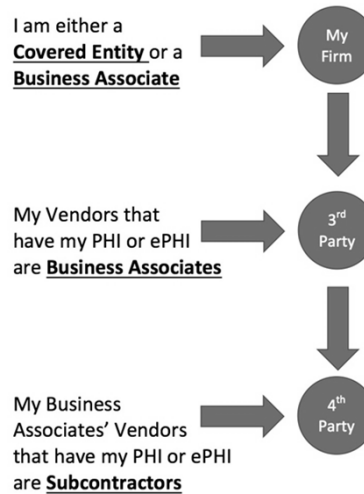 I am either a
Covered Entity or a
Business Associate
My
Firm
My Vendors that
have my PHI or ePHI
are Business Associates
3rd
Party
My Business
Associates’ Vendors
that have my PHI or ePHI
are Subcontractors
4th
Party